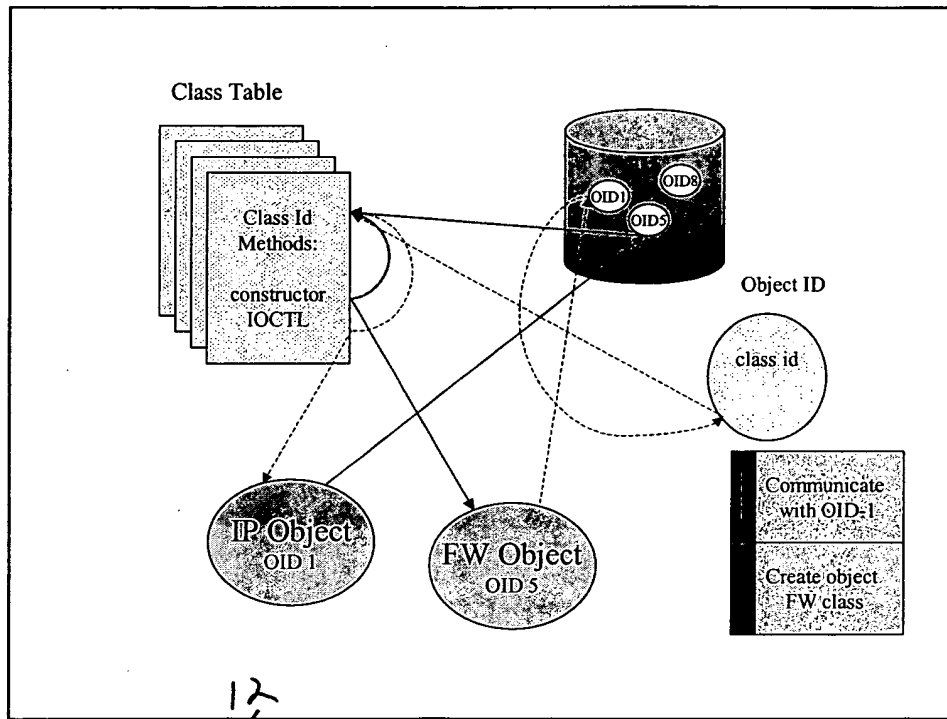 Class Table
Class Id
Methods:
constructor
IOCTL
OID1
OID8
OID5
Object ID
class id
IP Object
OID 1
FW Object
OID 5
Communicate
with OID-1
Create object
FW class
12